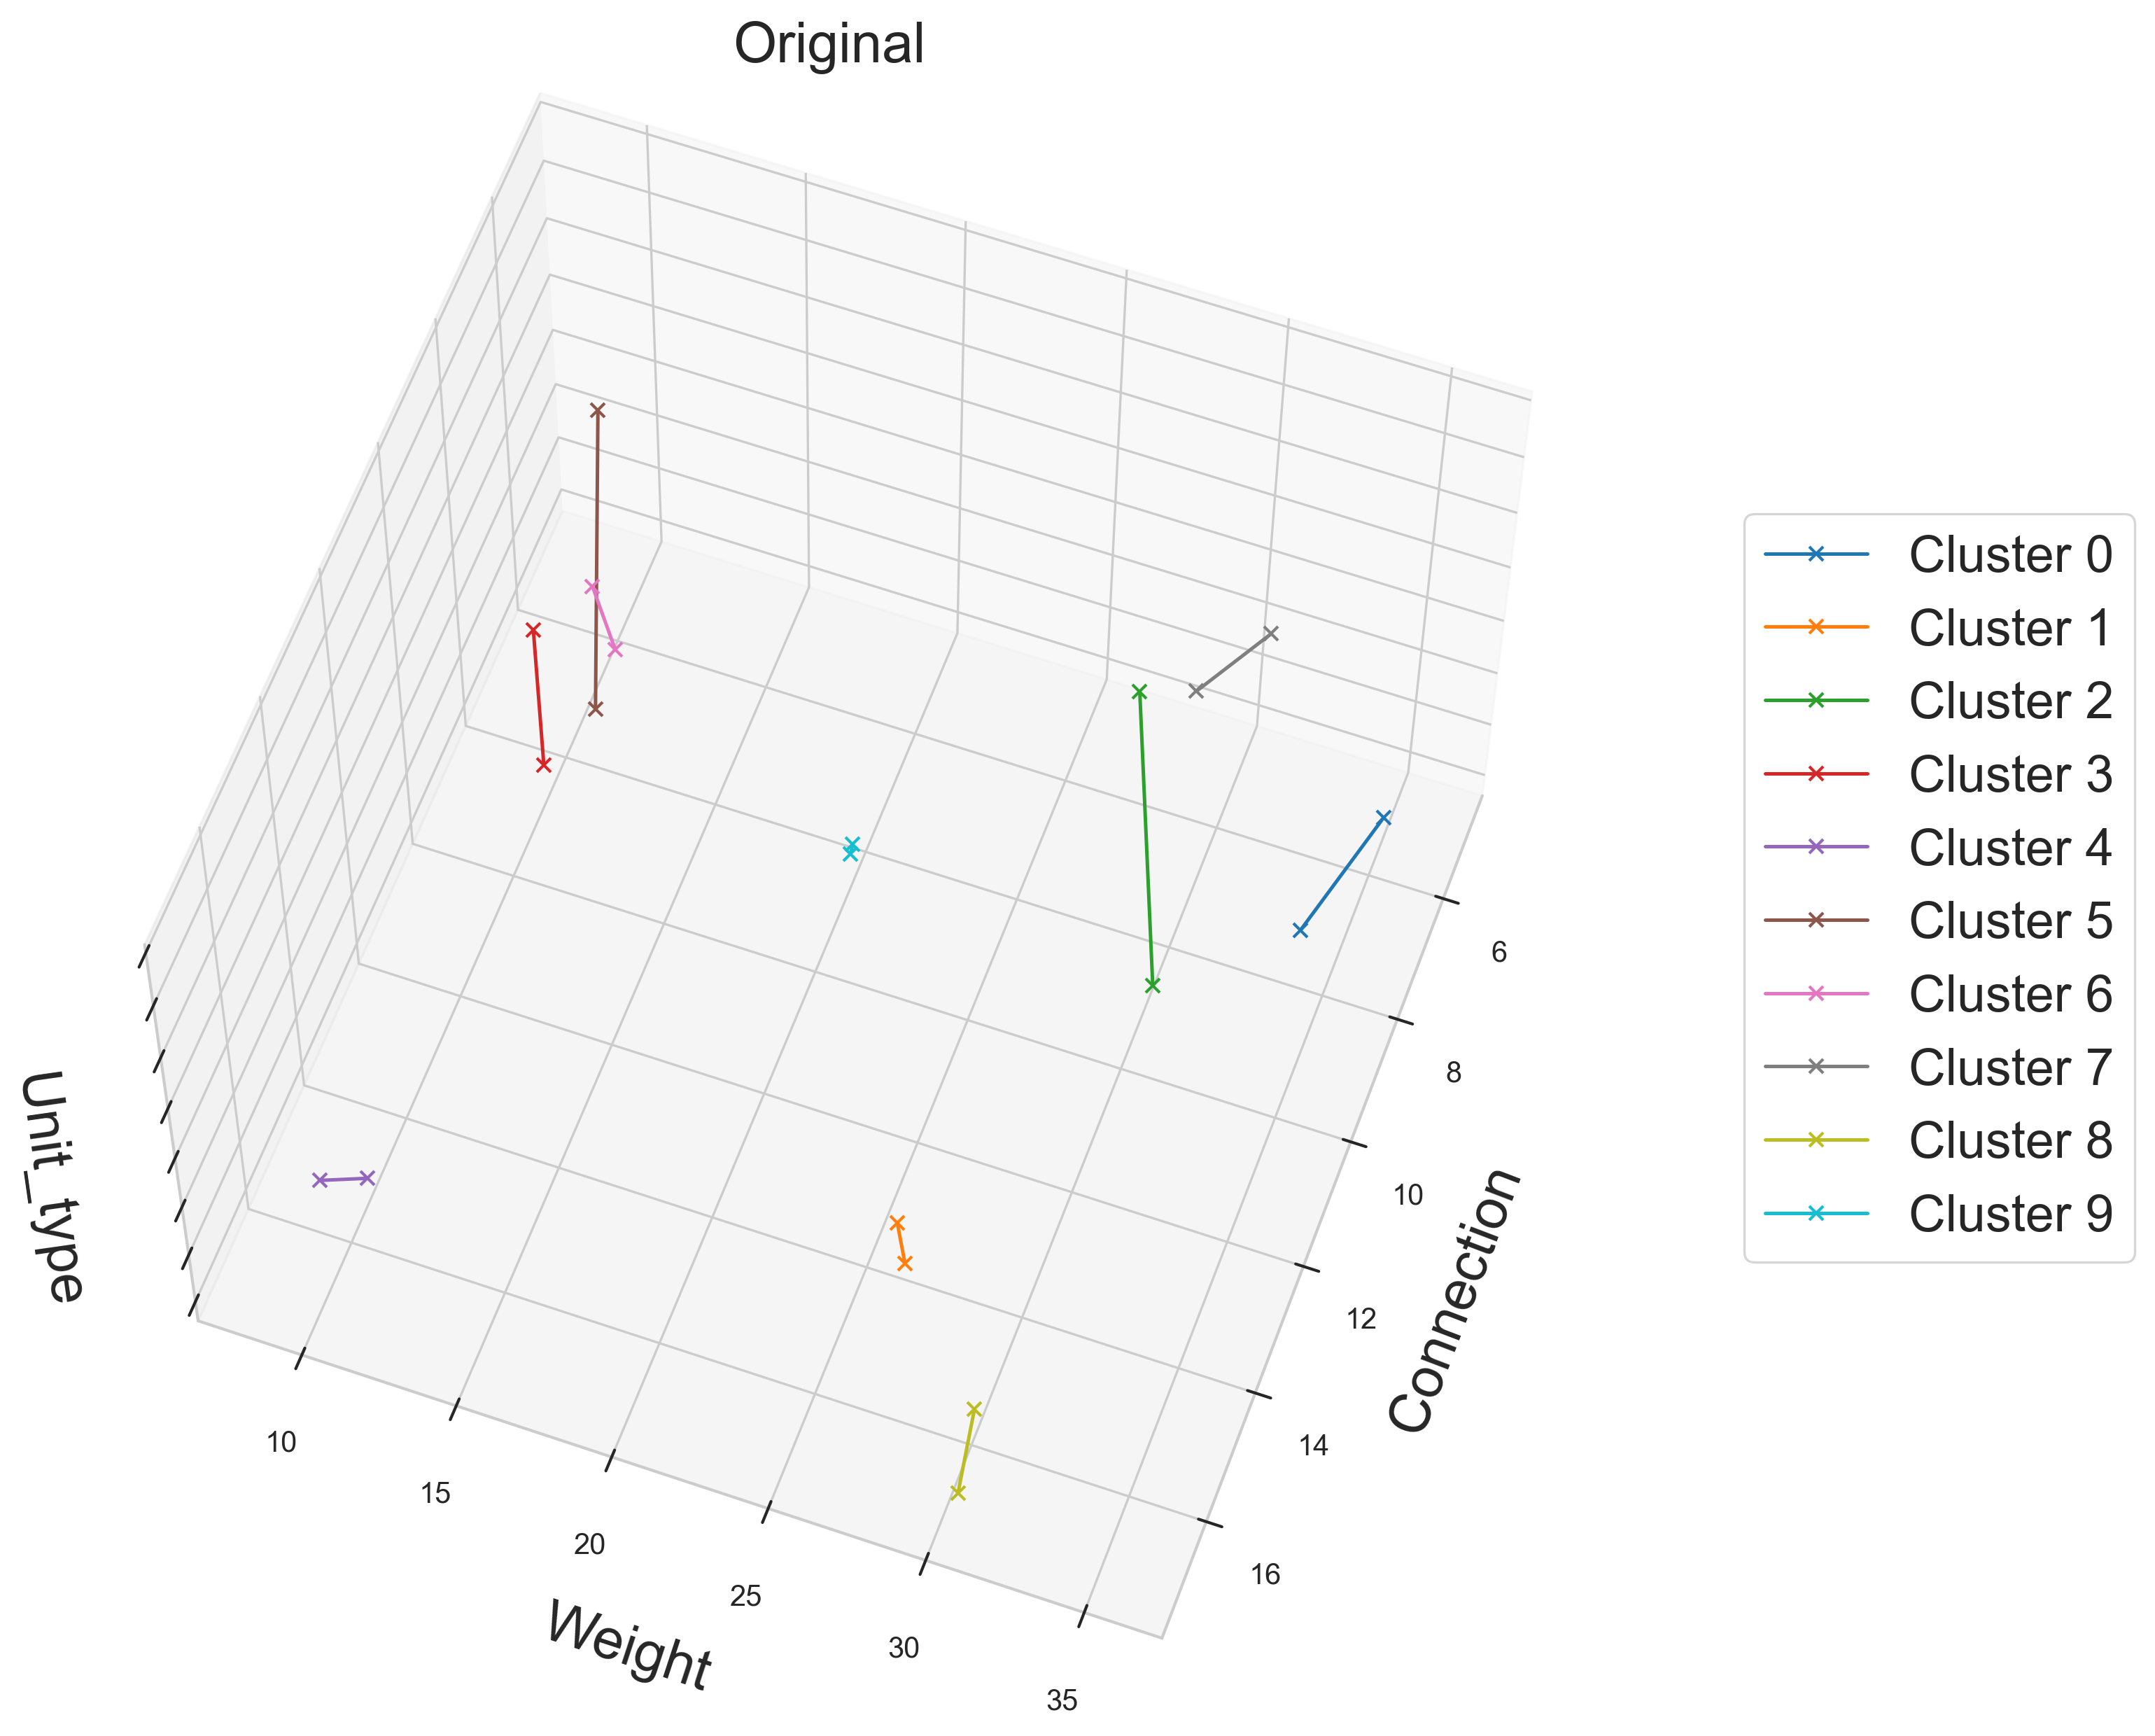 Original
Unit_type
10
15
20
25
30
35
Weight
6
8
10
12
14
16
Connection
Cluster 0
Cluster 1
Cluster 2
Cluster 3
Cluster 4
Cluster 5
Cluster 6
Cluster 7
Cluster 8
Cluster 9